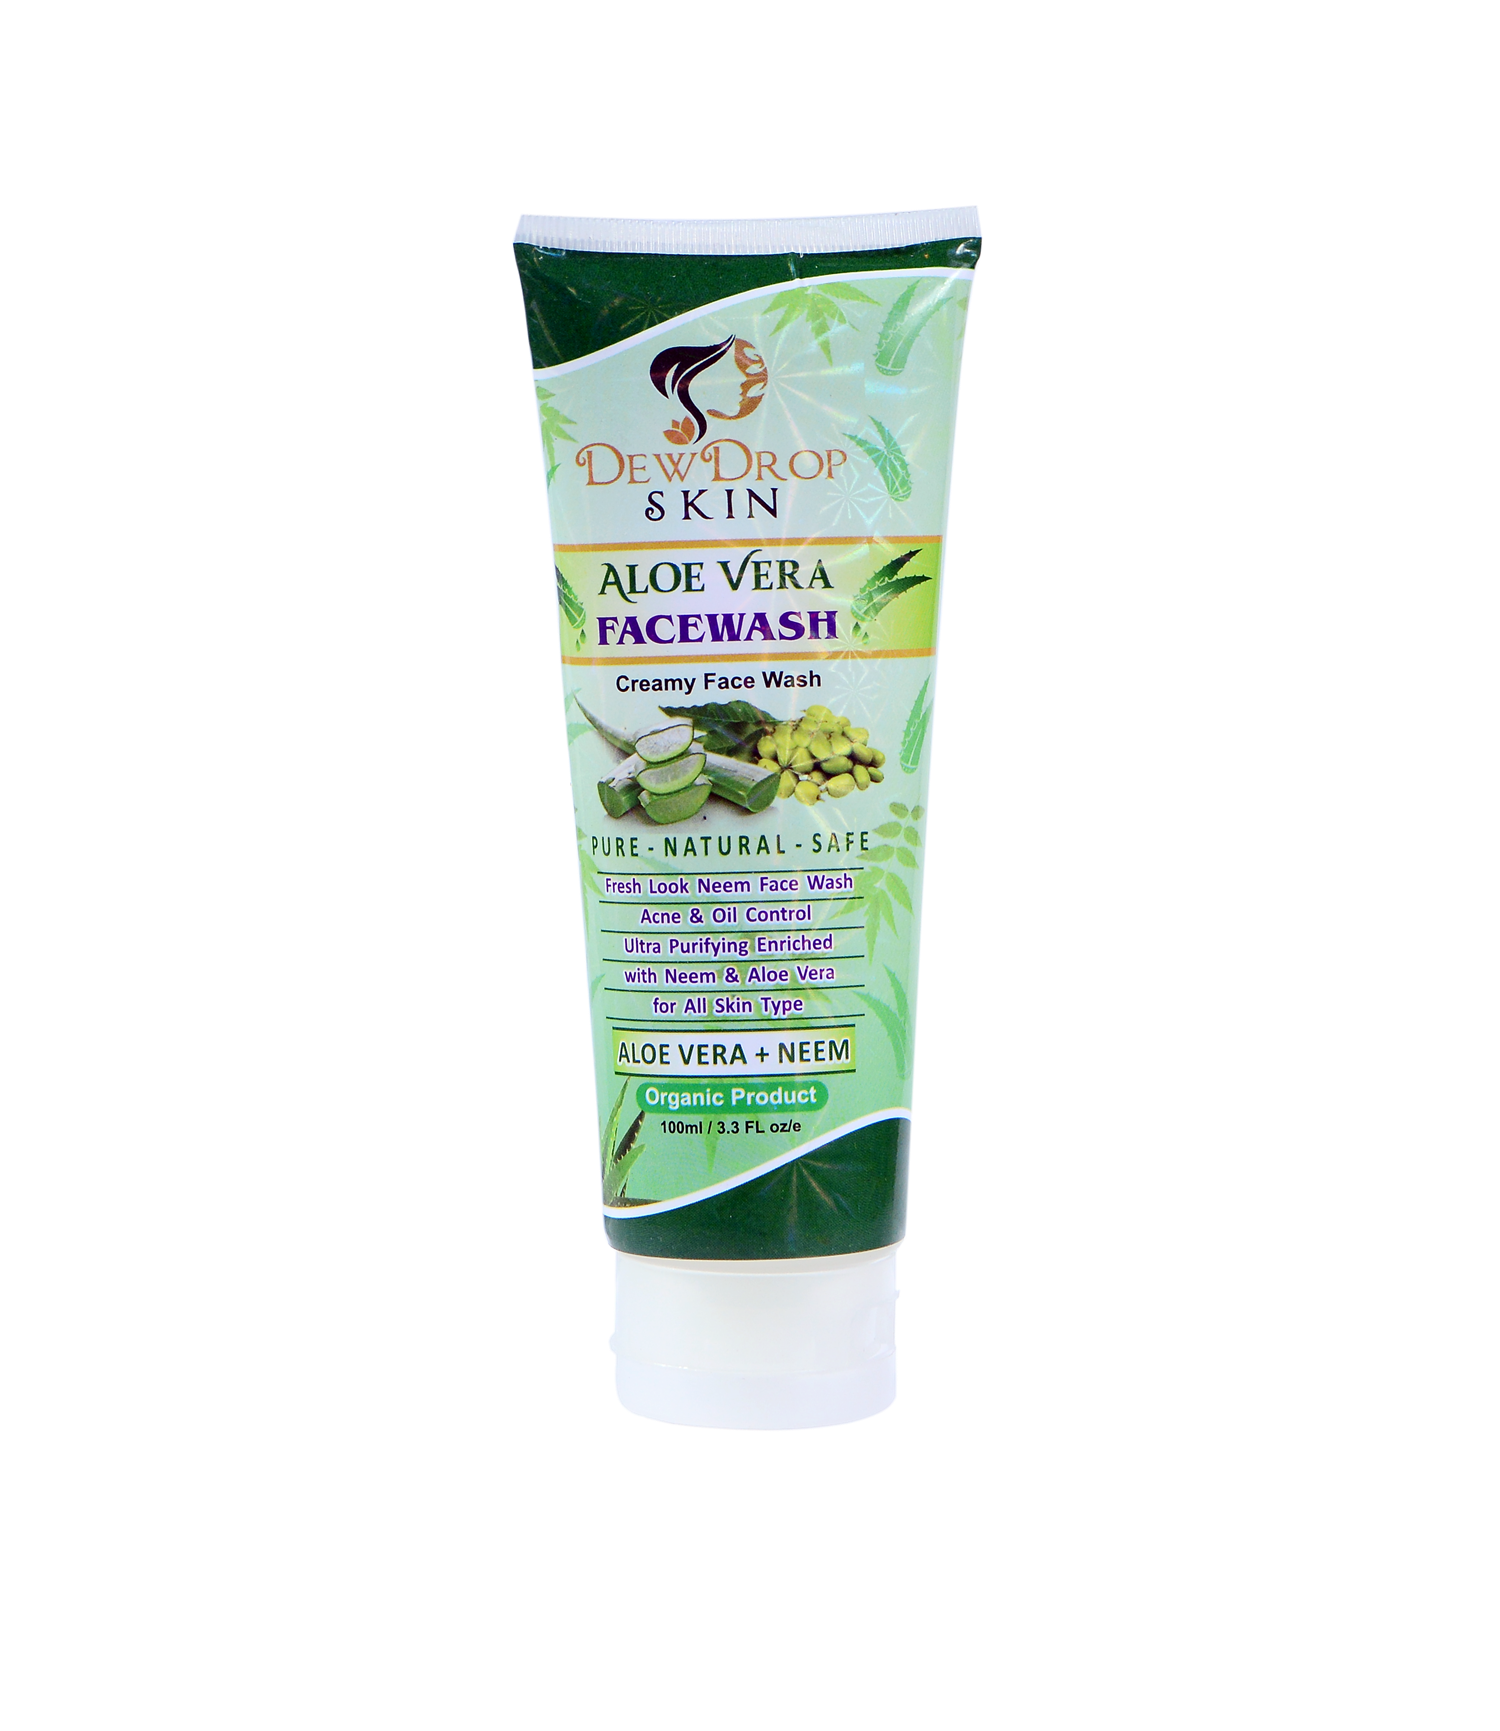 DEWDROP
SKIN
ALOE VERA
FACEWASH
Creamy Face Wash
PURE - NATURAL - SAFE
Fresh Look Neem Face Wash
Acne & Oil Control
Ultra Purifying Enriched
with Neem & Aloe Vera
for All Skin Type
ALOE VERA + NEEM
Organic Product
100ml / 3.3 FL oz/e